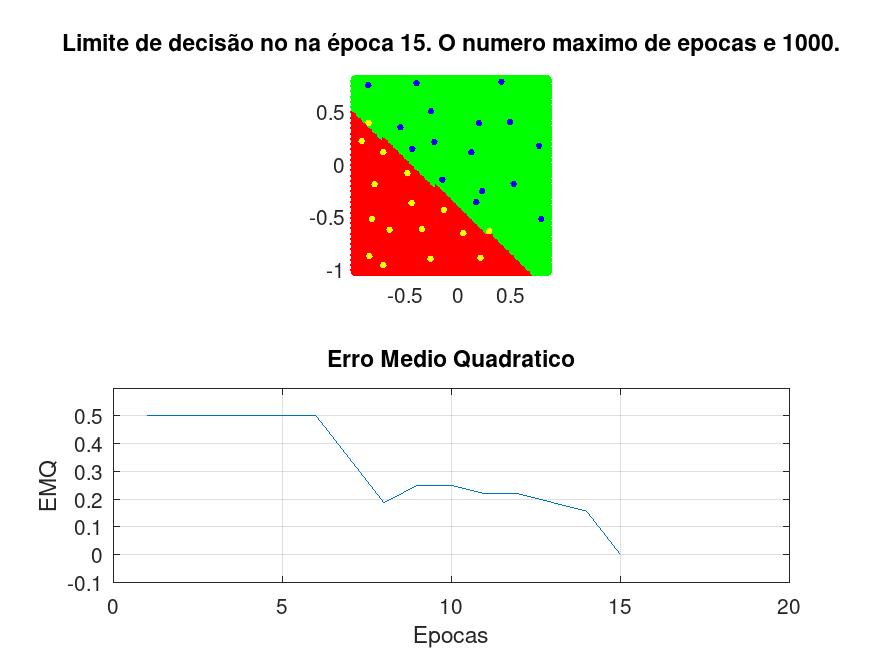 Limite de decisão no na época 15. O numero maximo de epocas e 1000.
0.5
0
-0.5
-1
-0.5 0 0.5
Erro Medio Quadratico
0.5
0.4
0.3
0.2
0.1
0
-0.1
EMQ
0 5 10 15 20
Epocas